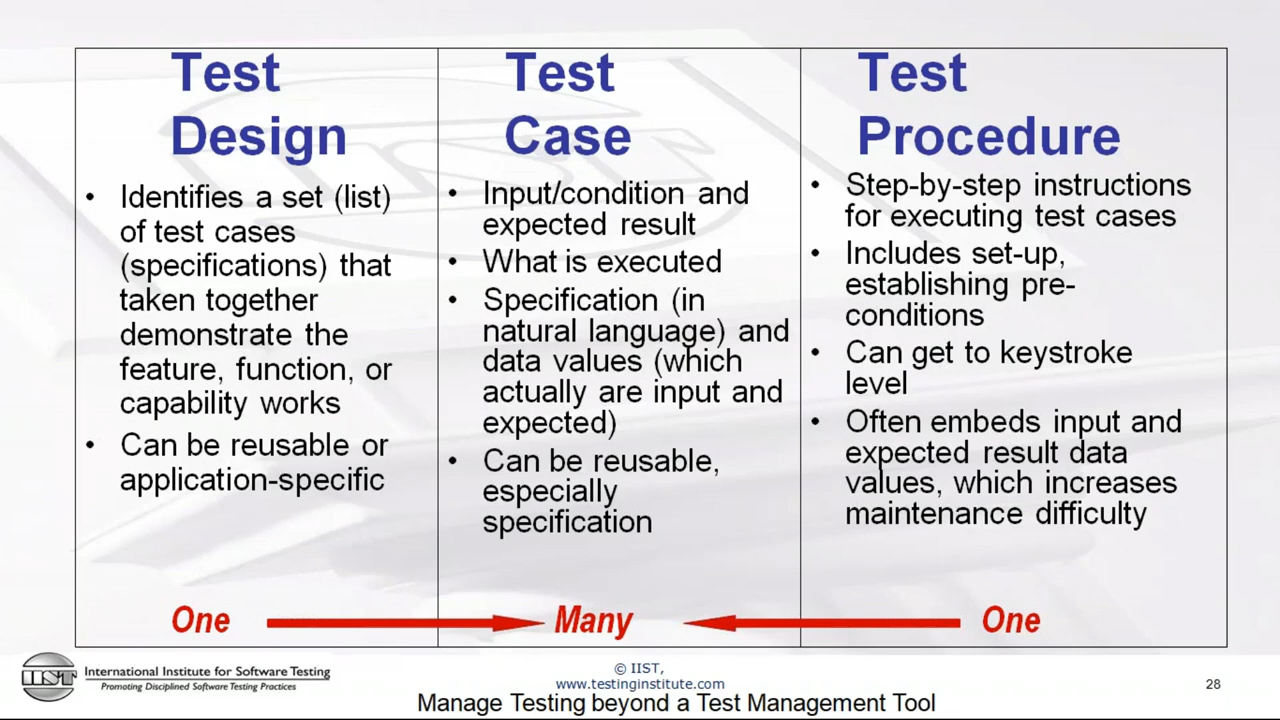 Test
Design
• Identifies a set (list)
of test cases
(specifications) that
taken together
demonstrate the
feature, function, or
capability works
• Can be reusable or
application-specific
One
Test
Case
• Input/condition and
expected result
• What is executed
• Specification (in
natural language) and
data values (which
actually are input and
expected)
• Can be reusable,
especially
specification
Many
Test
Procedure
• Step-by-step instructions
for executing test cases
• Includes set-up,
establishing pre-
conditions
• Can get to keystroke
level
• Often embeds input and
expected result data
values, which increases
maintenance difficulty
One
IIST
International Institute for Software Testing
Promoting Disciplined Software Testing Practices
© IIST,
www.testinginstitute.com
28
Manage Testing beyond a Test Management Tool